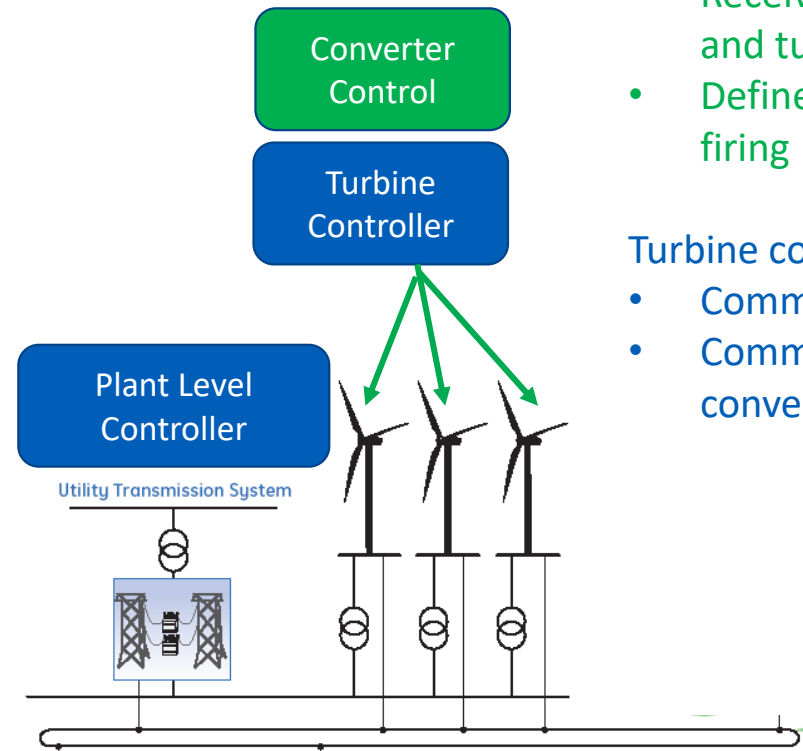 Converter
Control
and tu
• Define
firing
Turbine
Controller
Turbine co
• Comm
• Comm
conve
Plant Level
Controller
Utility Transmission System